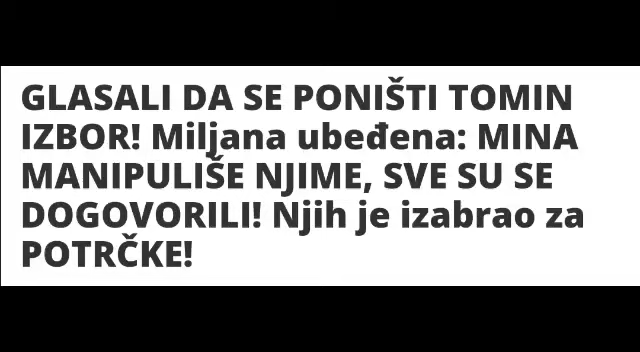 GLASALI DA SE PONIŠTI TOMIN
IZBOR! Miljana ubeđena: MINA
MANIPULIŠE NJIME, SVE SU SE
DOGOVORILI! Njih je izabrao za
POTRČKE!